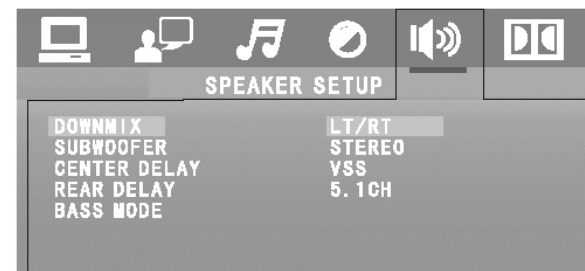 SPEAKER SETUP
DOWNMIX LT/RT
SUBWOOFER STEREO
CENTER DELAY VSS
REAR DELAY 5.1CH
BASS MODE